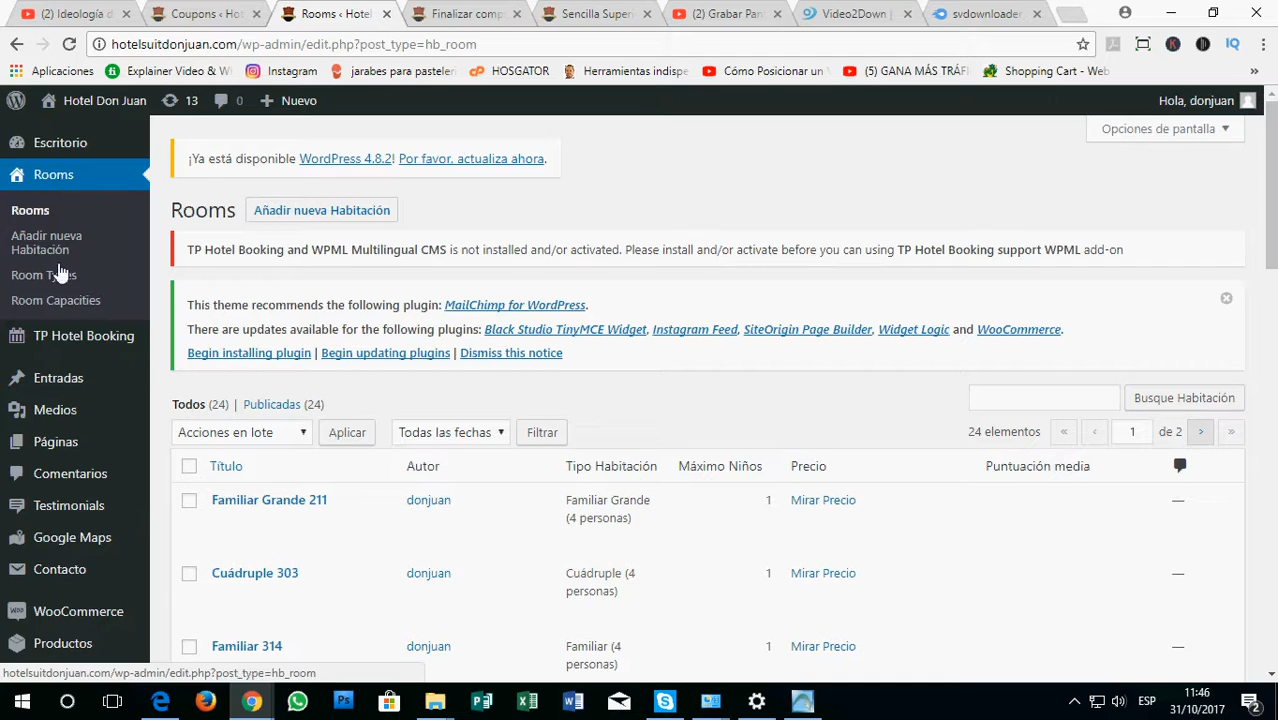 Ideología d
Coupons ‹ Hot
Rooms ‹ Hotel
Finalizar comp
Sencilla Super
Grabar Pan
Video2Down |
svdownloader
hotelsuitdonjuan.com/wp-admin/edit.php?post_type=hb_room
Aplicaciones
Explainer Video & Wi
Instagram
jarabes para pasteler
HOSGATOR
Herramientas indispe
Cómo Posicionar un
(5) GANA MÁS TRÁF
Shopping Cart - Web
Hotel Don Juan
13
0
Nuevo
Hola, donjuan
Escritorio
Rooms
Rooms
Añadir nueva
Habitación
Room Types
Room Capacities
TP Hotel Booking
Entradas
Medios
Páginas
Comentarios
Testimonials
Google Maps
Contacto
WooCommerce
Productos
Opciones de pantalla
¡Ya está disponible WordPress 4.8.2! Por favor, actualiza ahora.
Rooms
Añadir nueva Habitación
TP Hotel Booking and WPML Multilingual CMS is not installed and/or activated. Please install and/or activate before you can using TP Hotel Booking support WPML add-on
This theme recommends the following plugin: MailChimp for WordPress.
There are updates available for the following plugins: Black Studio TinyMCE Widget, Instagram Feed, SiteOrigin Page Builder, Widget Logic and WooCommerce.
Begin installing plugin | Begin updating plugins | Dismiss this notice
Todos (24) | Publicadas (24)
Busque Habitación
Acciones en lote
Aplicar
Todas las fechas
Filtrar
24 elementos « ‹ 1 de 2 › »
Título Autor Tipo Habitación Máximo Niños Precio Puntuación media
Familiar Grande 211 donjuan Familiar Grande 1 Mirar Precio —
(4 personas)
Cuádruple 303 donjuan Cuádruple (4 1 Mirar Precio —
personas)
Familiar 314 donjuan Familiar (4 1 Mirar Precio —
personas)
hotelsuitdonjuan.com/wp-admin/edit.php?post_type=hb_room
ESP
11:46
31/10/2017
2